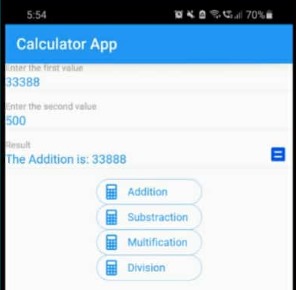 5:54
70%
Calculator App
Enter the first value
33388
Enter the second value
500
Result
The Addition is: 33888
Addition
Substraction
Multification
Division